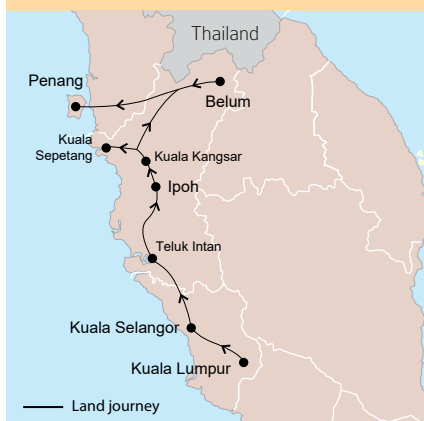 Thailand
Penang
Belum
Kuala
Sepetang
Kuala Kangsar
Ipoh
Teluk Intan
Kuala Selangor
Kuala Lumpur
Land journey